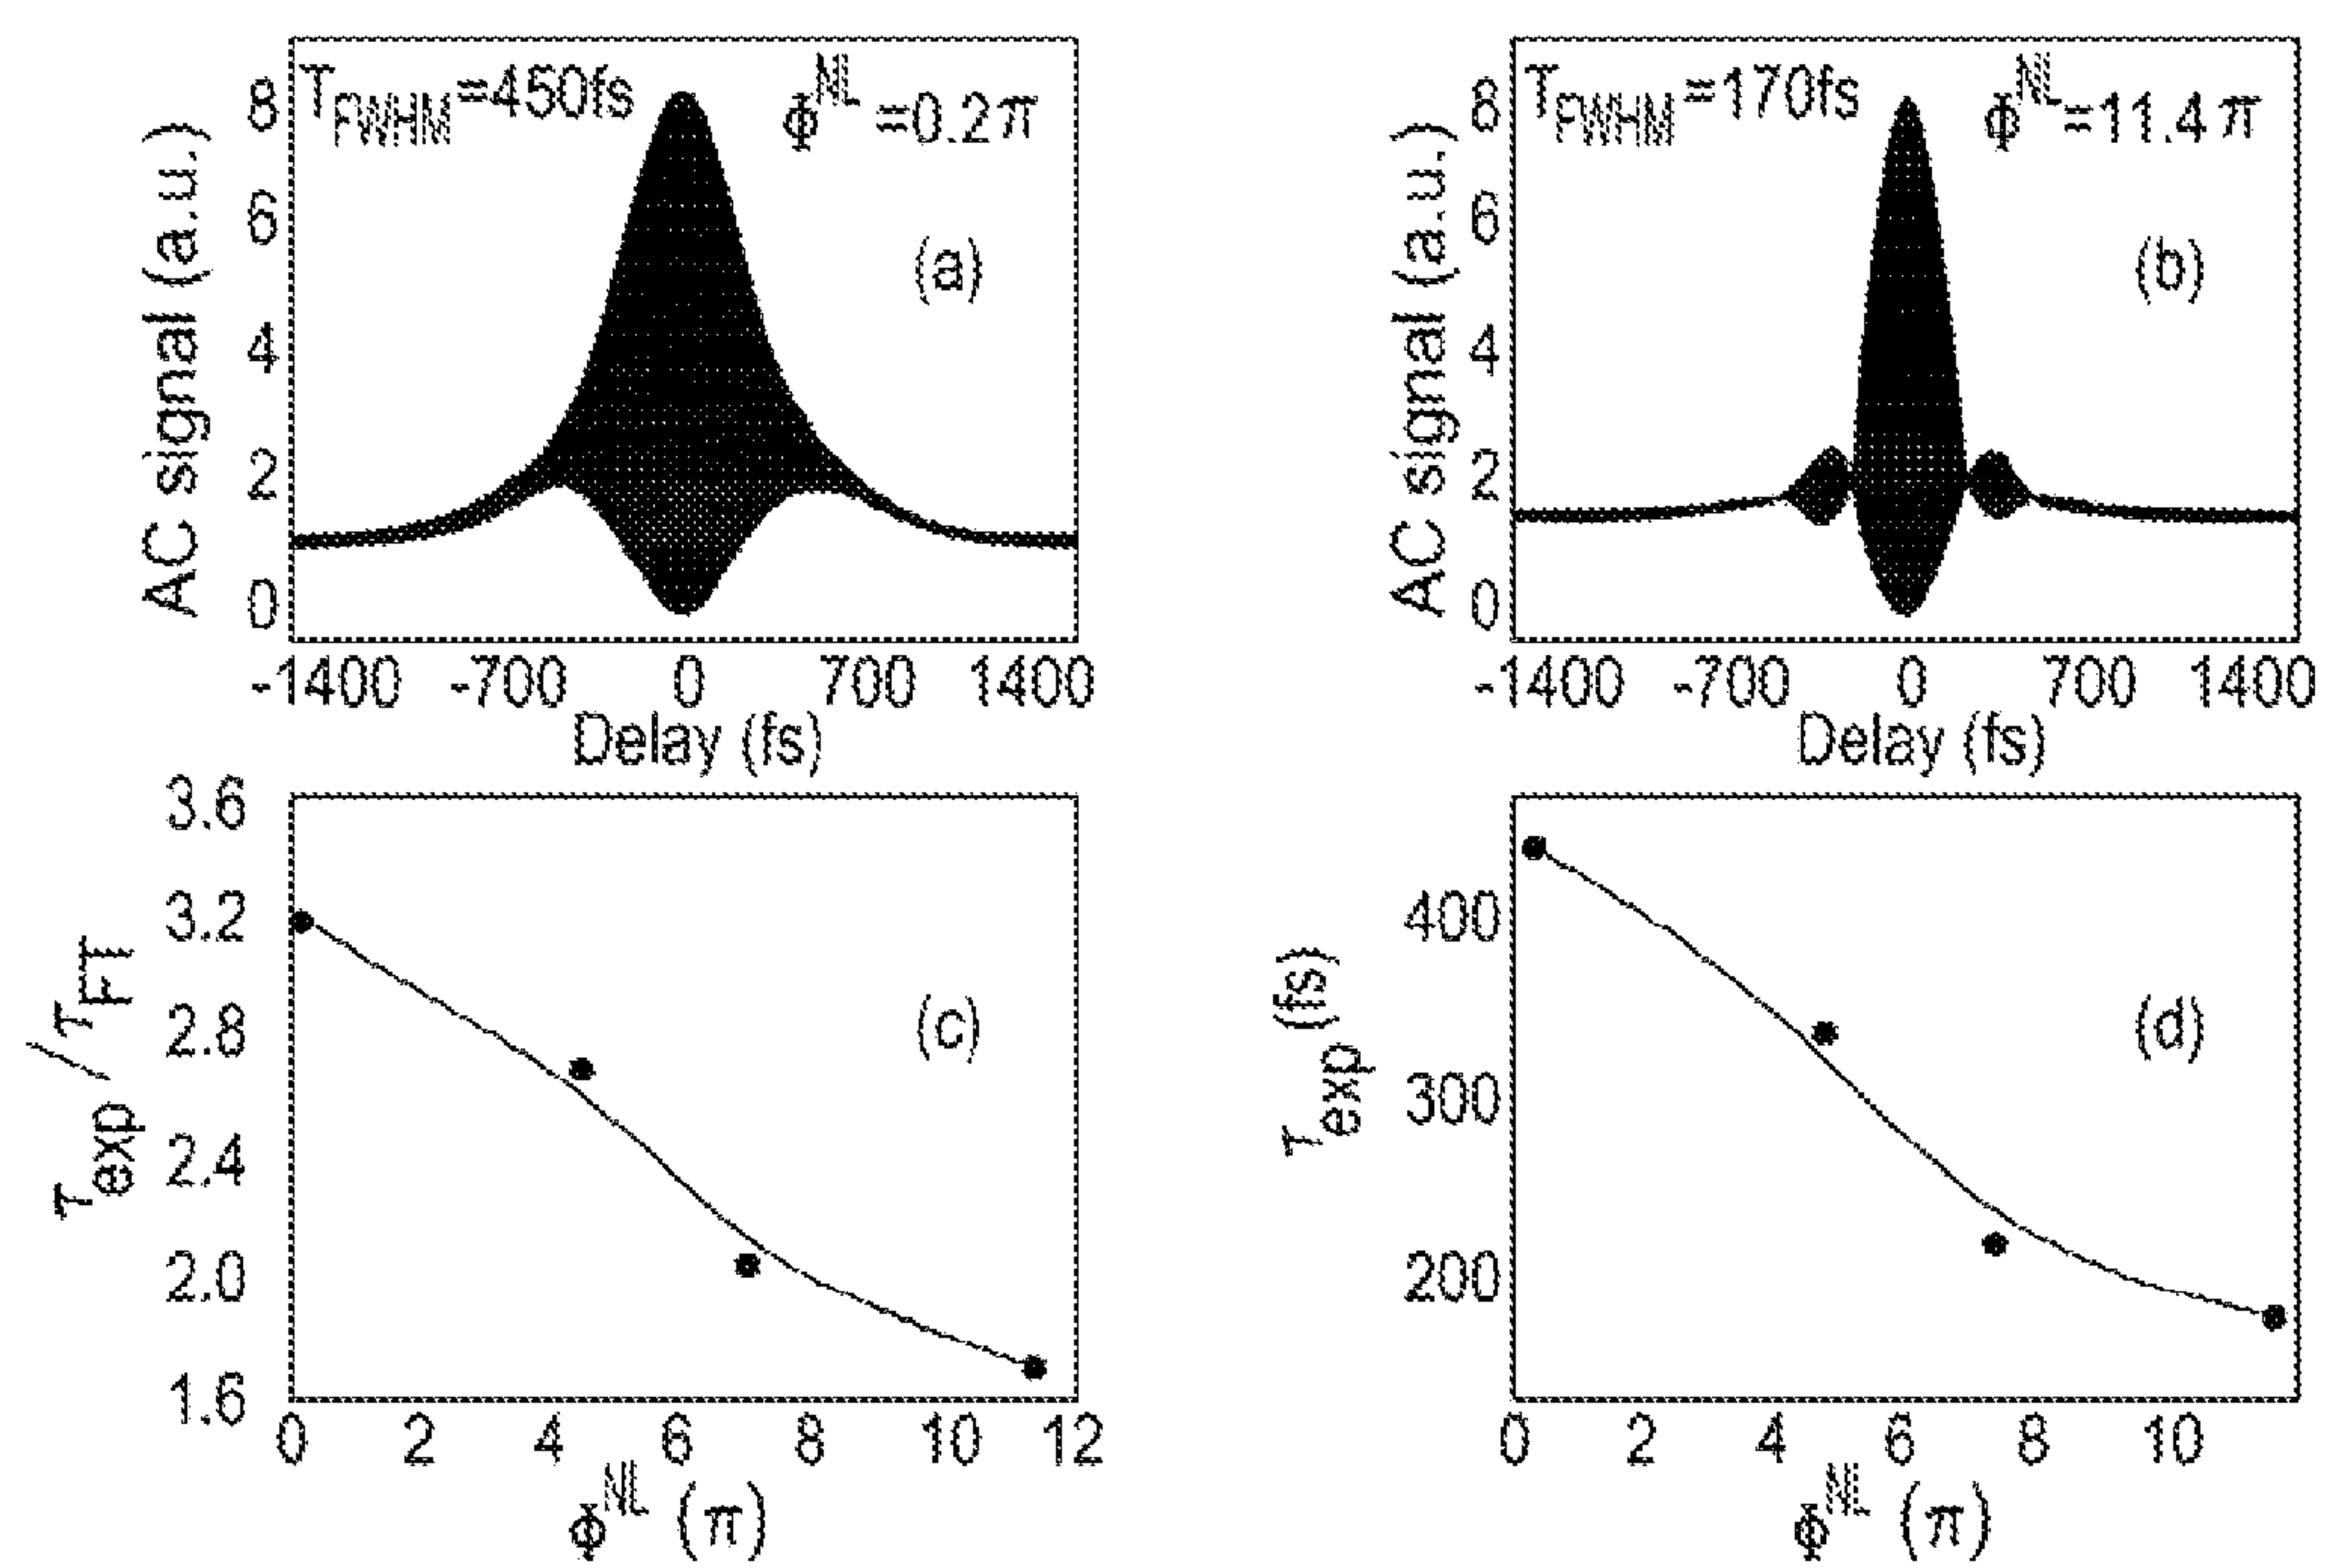 T_FWHM=450fs Φ^NL=0.2π
(a)
AC signal (a.u.)
8
6
4
2
0
-1400 -700 0 700 1400
Delay (fs)
T_FWHM=170fs Φ^NL=11.4π
(b)
AC signal (a.u.)
8
6
4
2
0
-1400 -700 0 700 1400
Delay (fs)
(c)
τ_exp / τ_FT
3.6
3.2
2.8
2.4
2.0
1.6
0 2 4 6 8 10 12
Φ^NL (π)
(d)
τ_exp (fs)
400
300
200
0 2 4 6 8 10
Φ^NL (π)